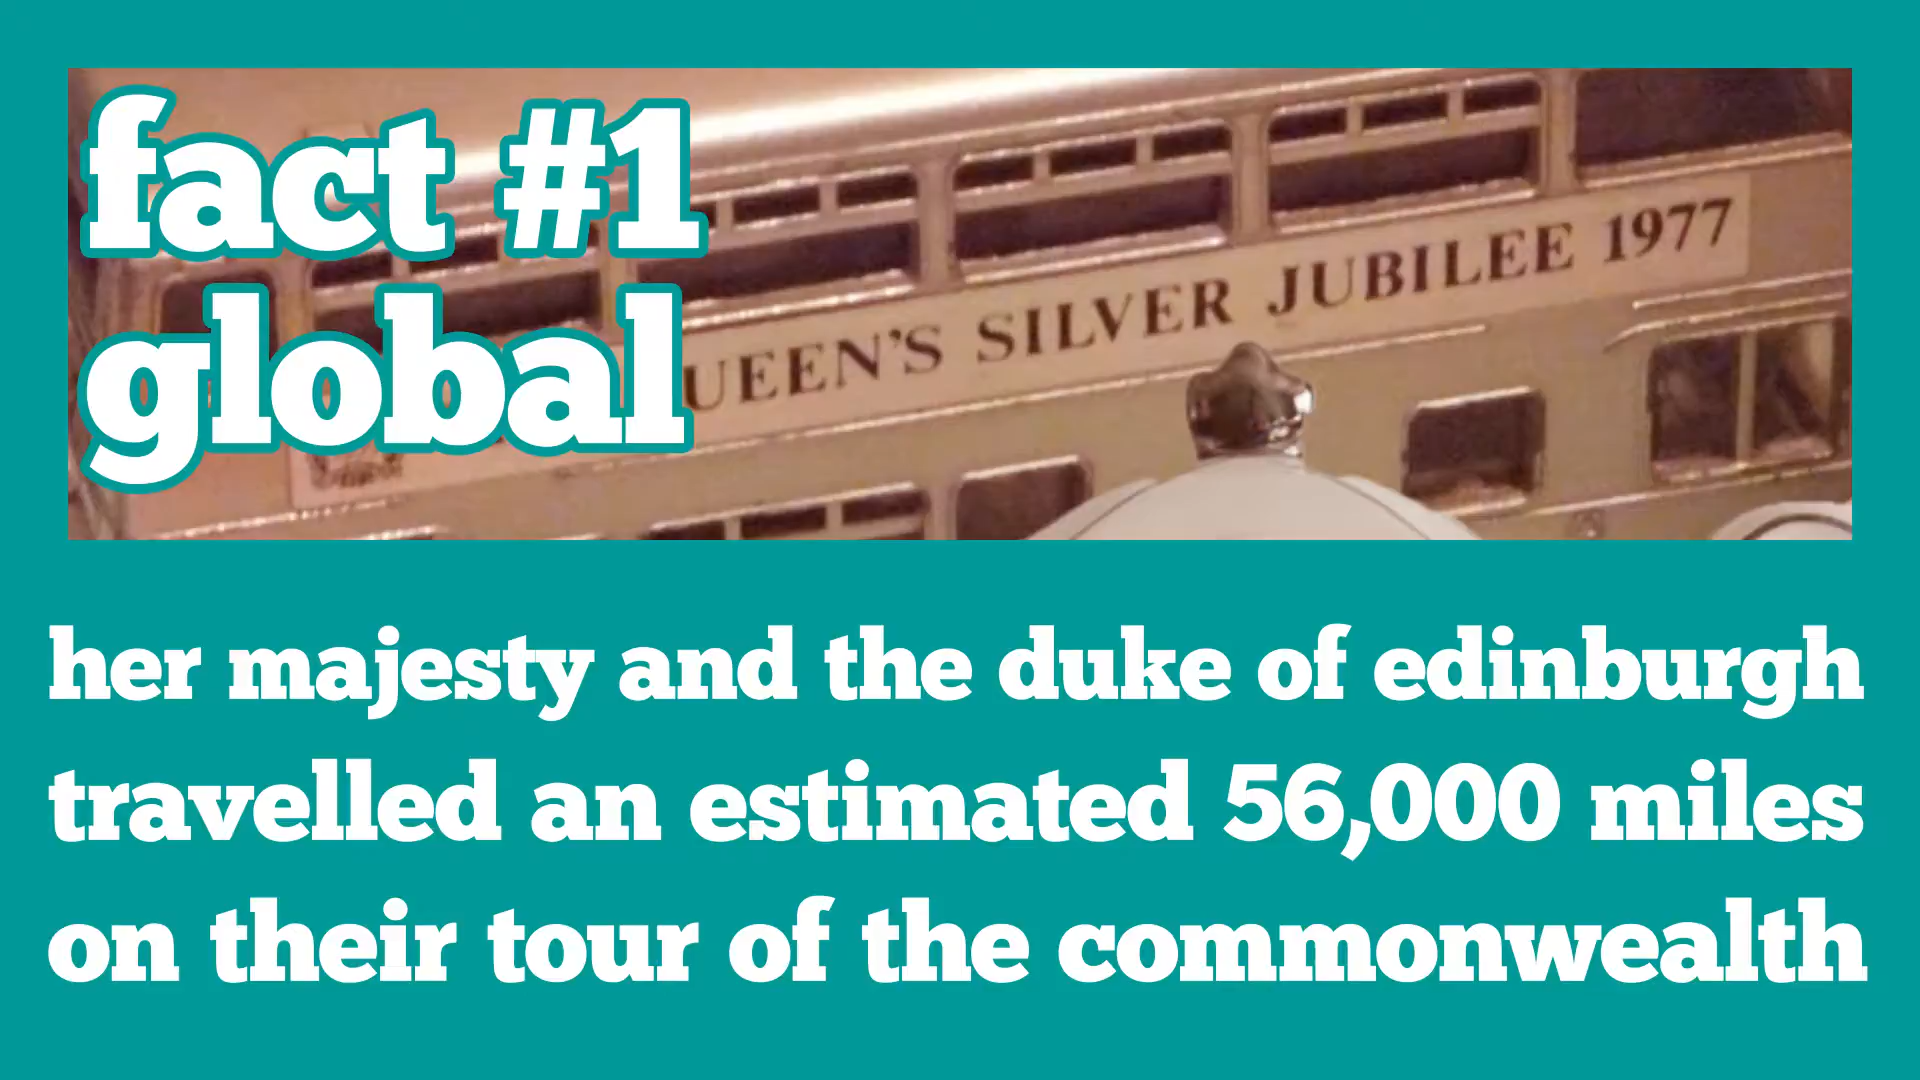 fact #1
global
UEEN'S SILVER JUBILEE 1977
her majesty and the duke of edinburgh
travelled an estimated 56,000 miles
on their tour of the commonwealth